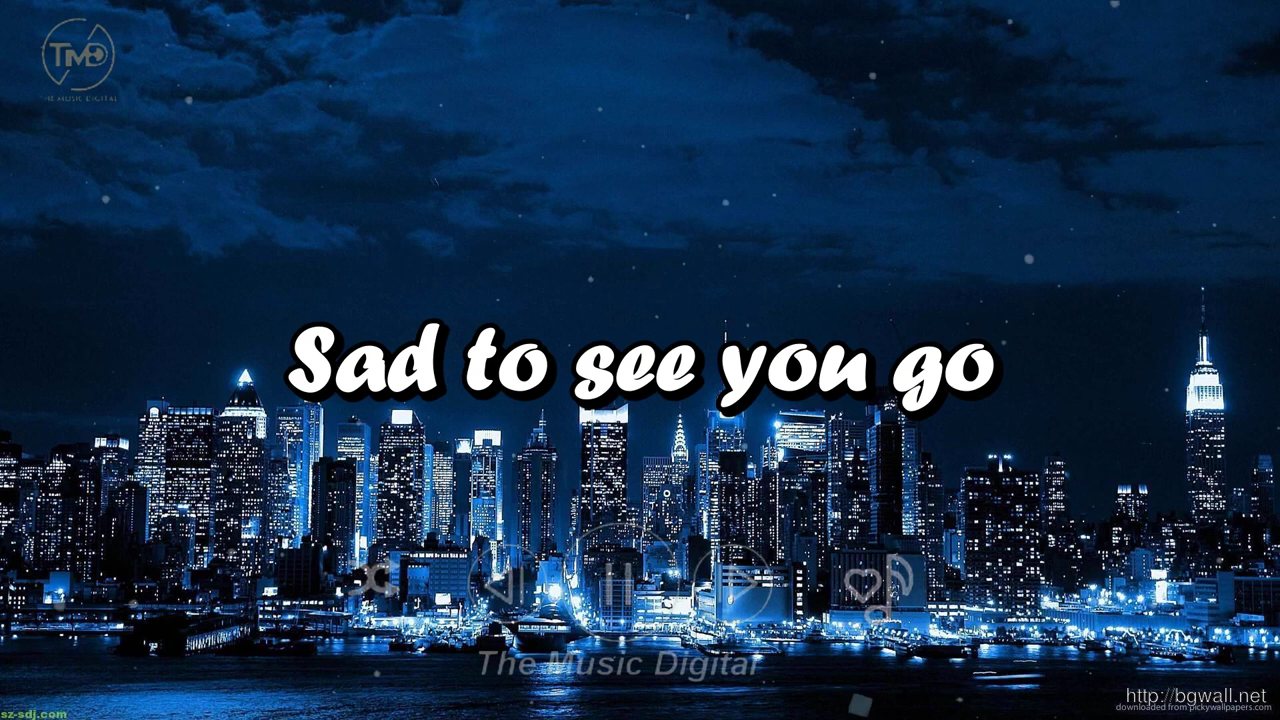 TMD
THE MUSIC DIGITAL
Sad to see you go
The Music Digital
http://bgwall.net
downloaded from pickywallpapers.com
sz-sdj.com